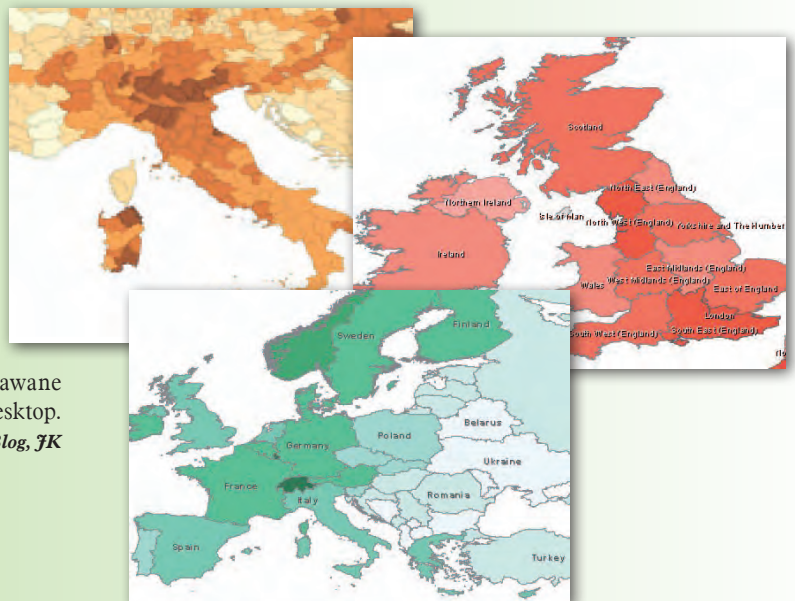 Scotland
North East (England)
Northern Ireland
Isle of Man
North West (England)
Yorkshire and The Humber
Ireland
East Midlands (England)
Wales
West Midlands (England)
East of England
London
South West (England)
South East (England)
awane
esktop.
log, JK
Sweden
Finland
Belarus
Poland
Germany
Ukraine
France
Italy
Romania
Spain
Turkey